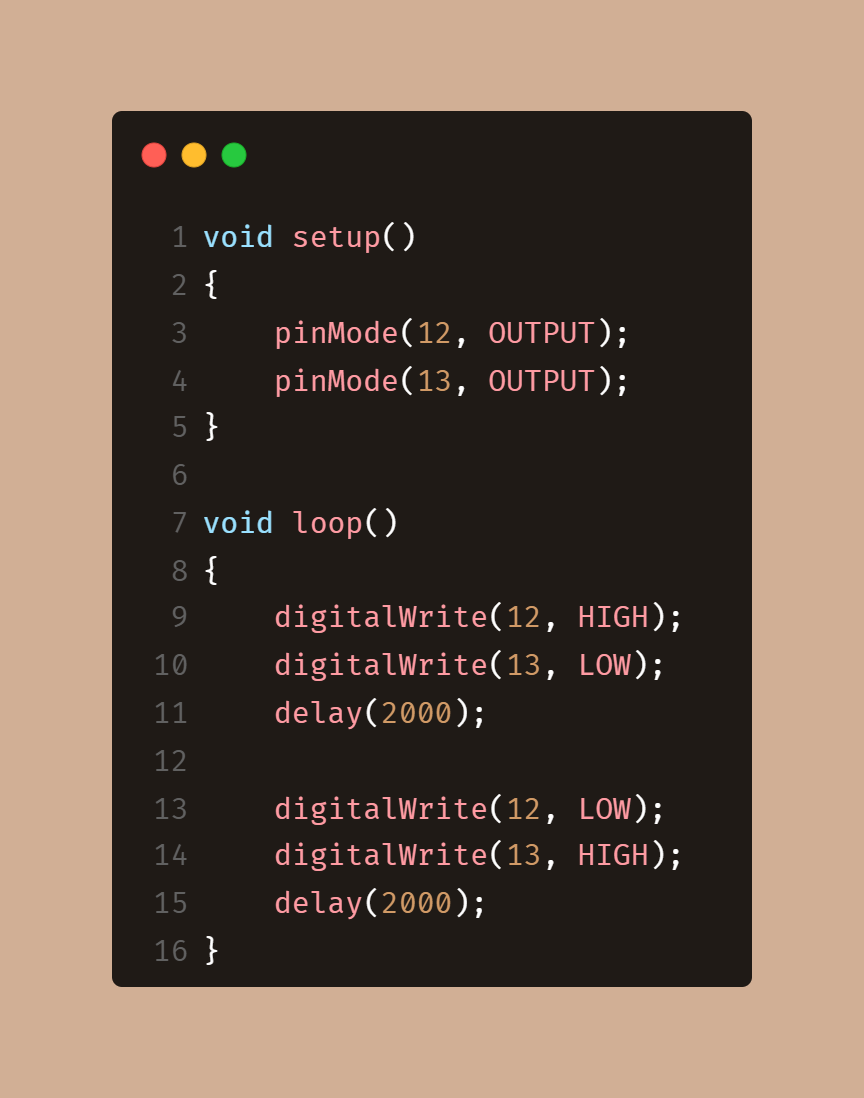 1 void setup()
2 {
3     pinMode(12, OUTPUT);
4     pinMode(13, OUTPUT);
5 }
6
7 void loop()
8 {
9     digitalWrite(12, HIGH);
10     digitalWrite(13, LOW);
11     delay(2000);
12
13     digitalWrite(12, LOW);
14     digitalWrite(13, HIGH);
15     delay(2000);
16 }